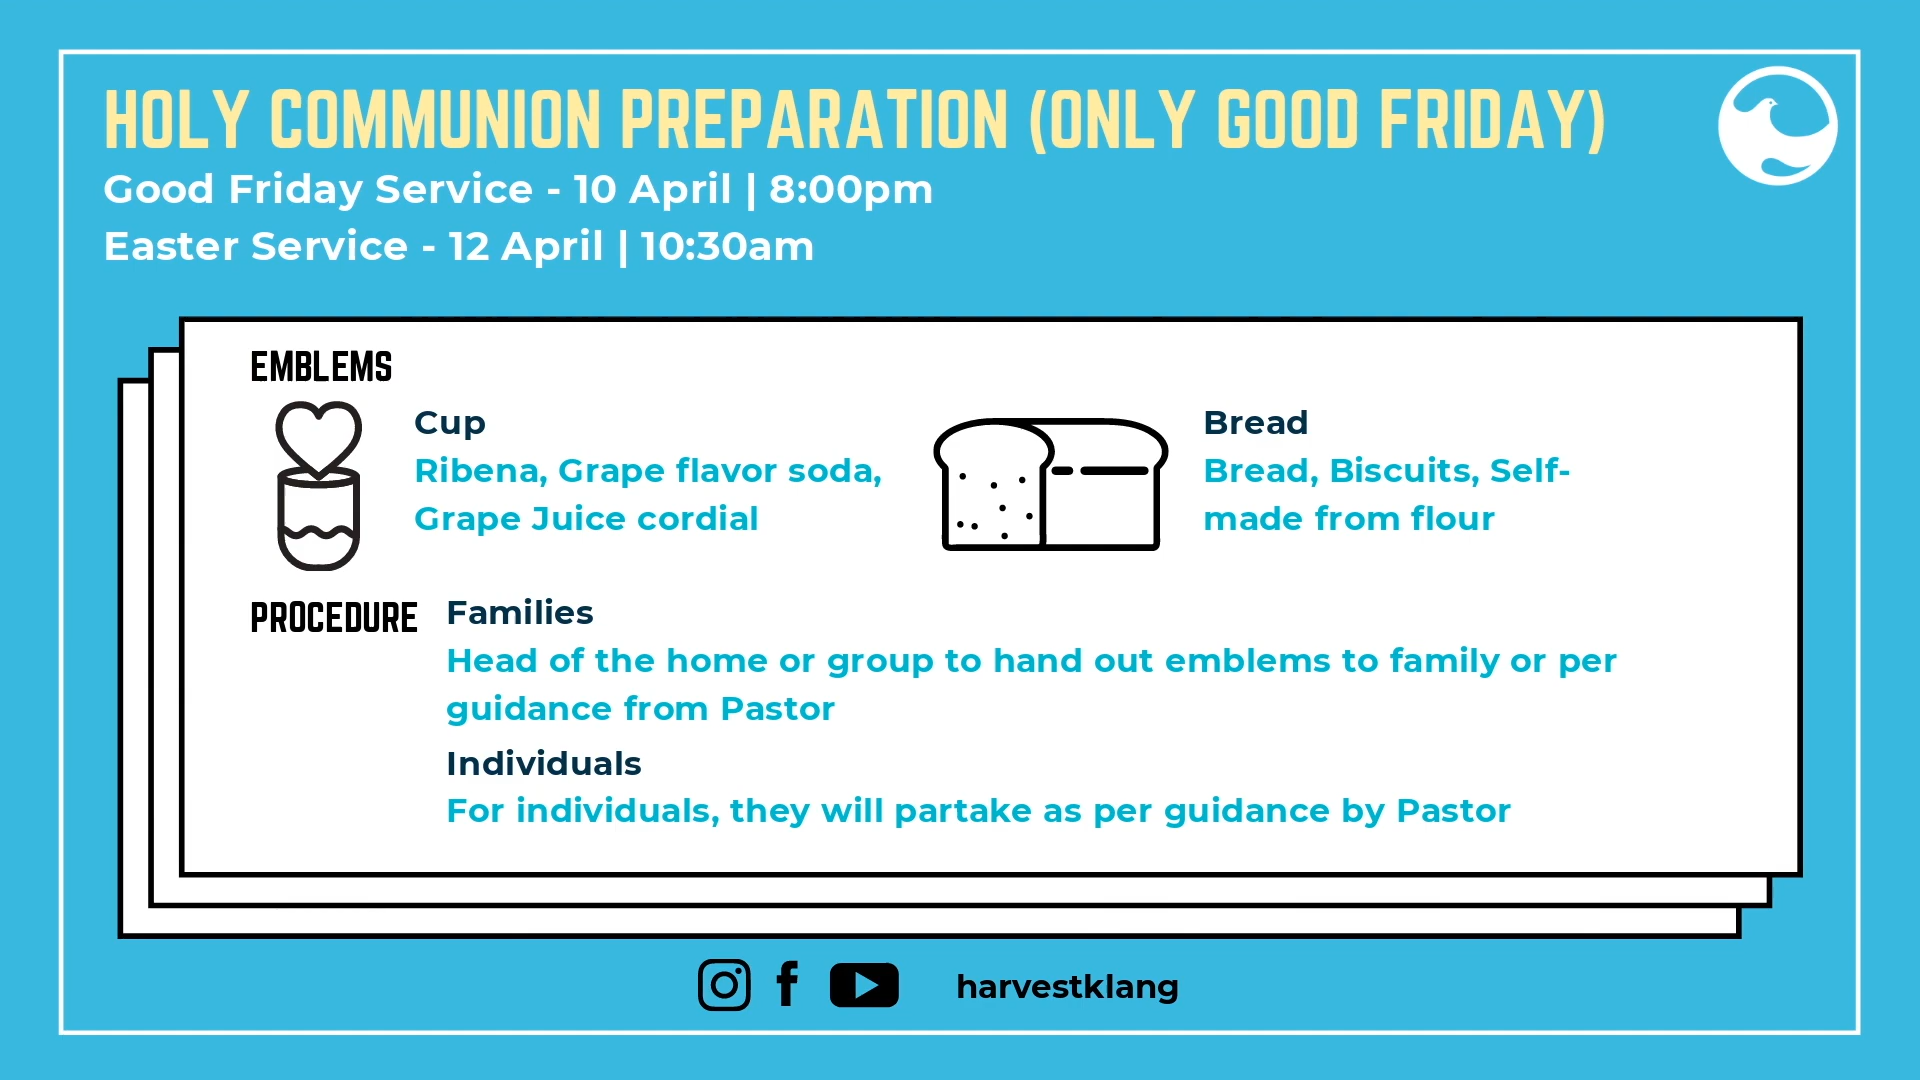 HOLY COMMUNION PREPARATION (ONLY GOOD FRIDAY)
Good Friday Service - 10 April | 8:00pm
Easter Service - 12 April | 10:30am
EMBLEMS
Cup
Ribena, Grape flavor soda,
Grape Juice cordial
Bread
Bread, Biscuits, Self-
made from flour
PROCEDURE
Families
Head of the home or group to hand out emblems to family or per
guidance from Pastor
Individuals
For individuals, they will partake as per guidance by Pastor
harvestklang